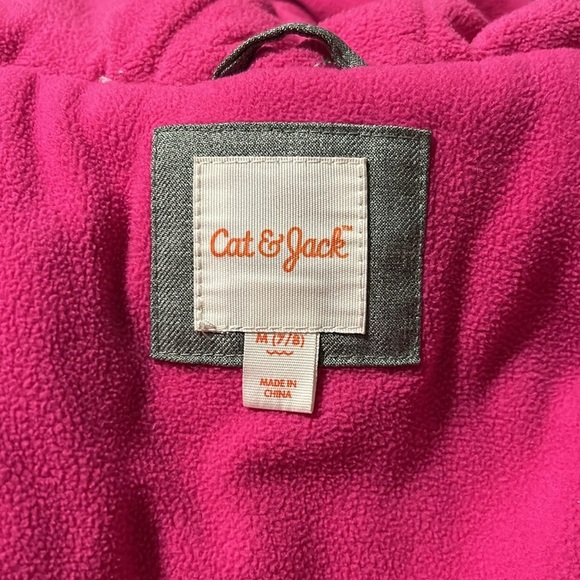 Cat & Jack™
M (7/8)
MADE IN
CHINA